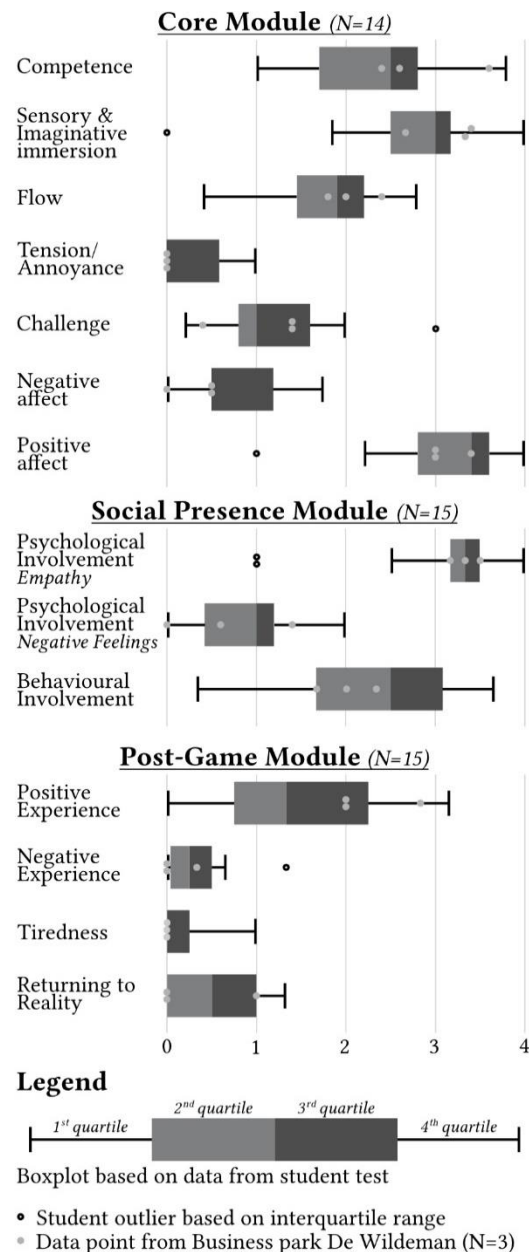 Core Module (N=14)
Competence
Sensory &
Imaginative
immersion
Flow
Tension/
Annoyance
Challenge
Negative
affect
Positive
affect
Social Presence Module (N=15)
Psychological
Involvement
Empathy
Psychological
Involvement
Negative Feelings
Behavioural
Involvement
Post-Game Module (N=15)
Positive
Experience
Negative
Experience
Tiredness
Returning to
Reality
0 1 2 3 4
Legend
1st quartile 2nd quartile 3rd quartile 4th quartile
Boxplot based on data from student test
Student outlier based on interquartile range
Data point from Business park De Wildeman (N=3)